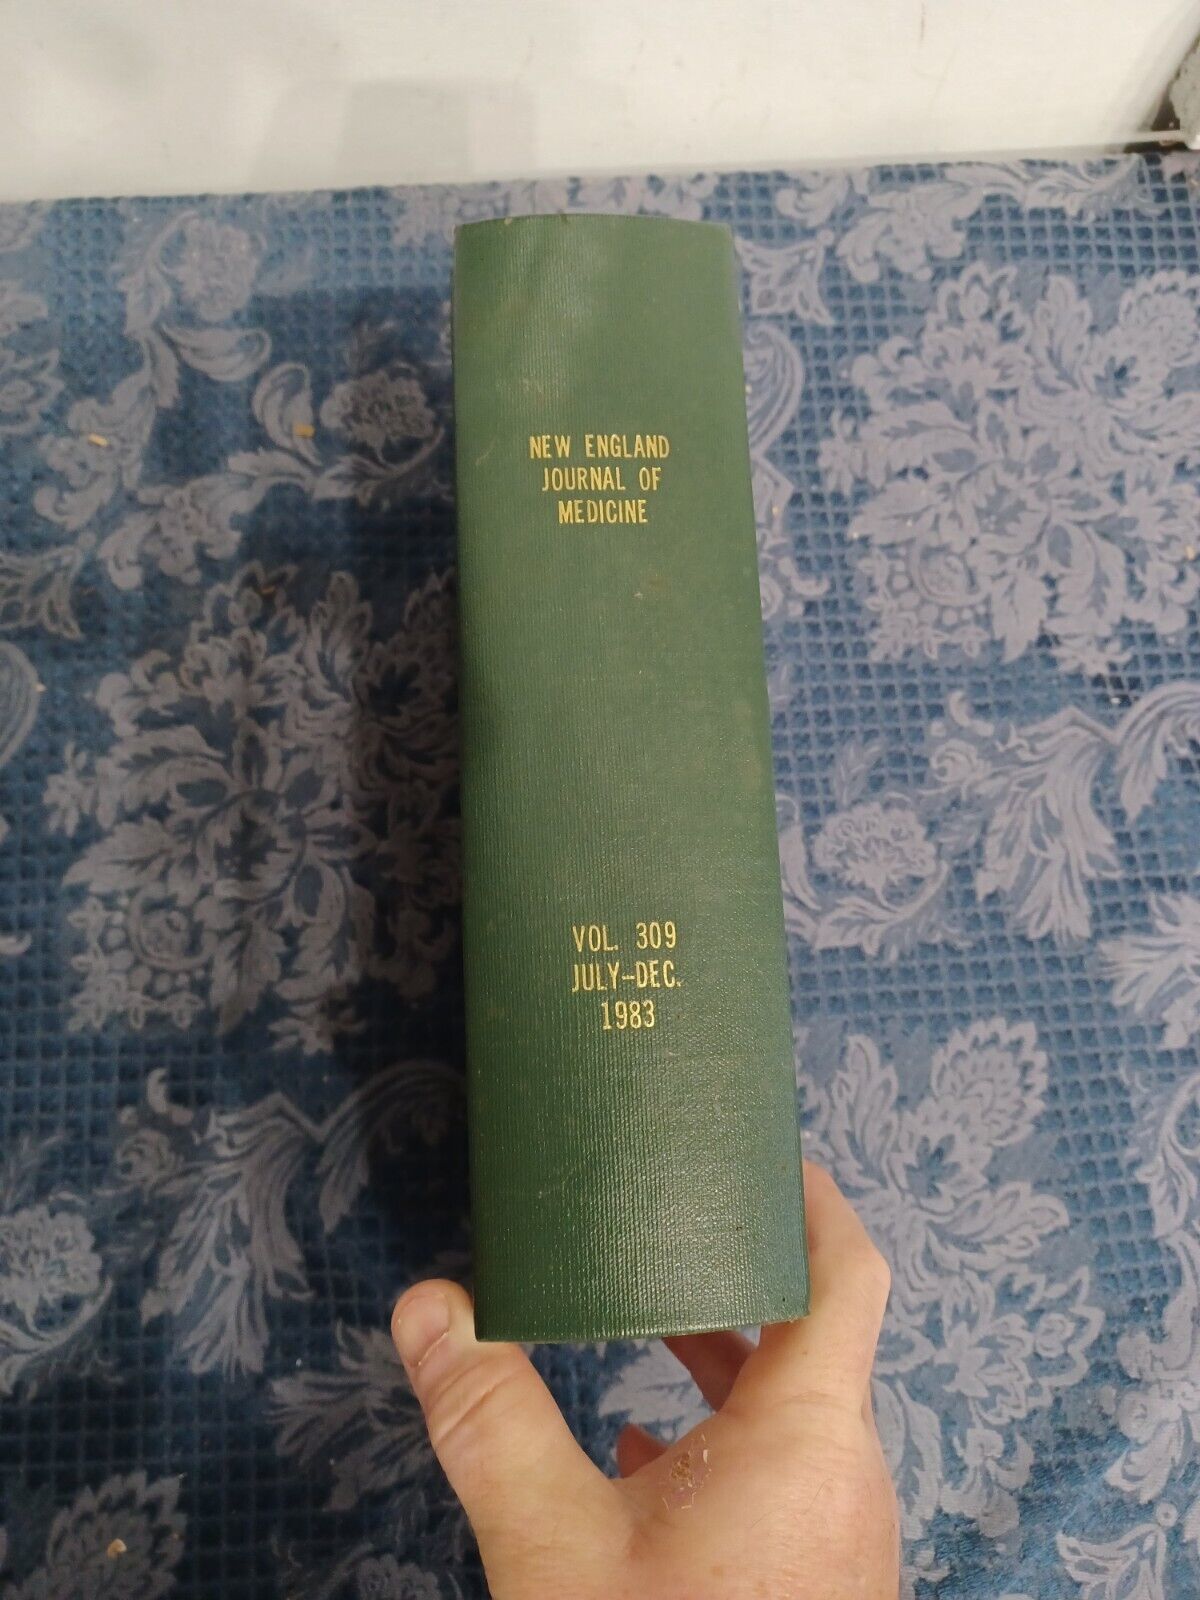 NEW ENGLAND
JOURNAL OF
MEDICINE
VOL. 309
JULY-DEC.
1983